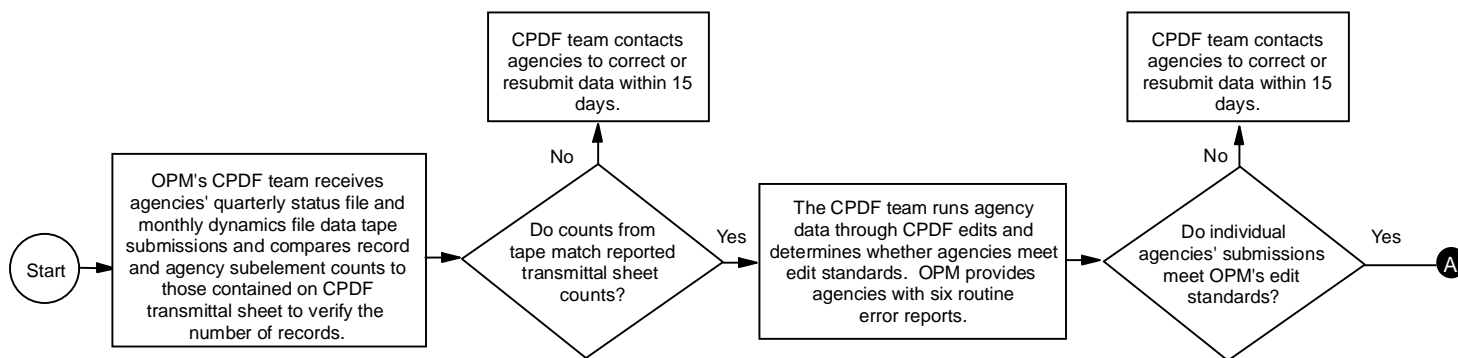 Start
OPM's CPDF team receives
agencies' quarterly status file and
monthly dynamics file data tape
submissions and compares record
and agency subelement counts to
those contained on CPDF
transmittal sheet to verify the
number of records.
CPDF team contacts
agencies to correct or
resubmit data within 15
days.
No
Do counts from
tape match reported
transmittal sheet
counts?
Yes
The CPDF team runs agency
data through CPDF edits and
determines whether agencies meet
edit standards.  OPM provides
agencies with six routine
error reports.
CPDF team contacts
agencies to correct or
resubmit data within 15
days.
No
Do individual
agencies' submissions
meet OPM's edit
standards?
Yes
A